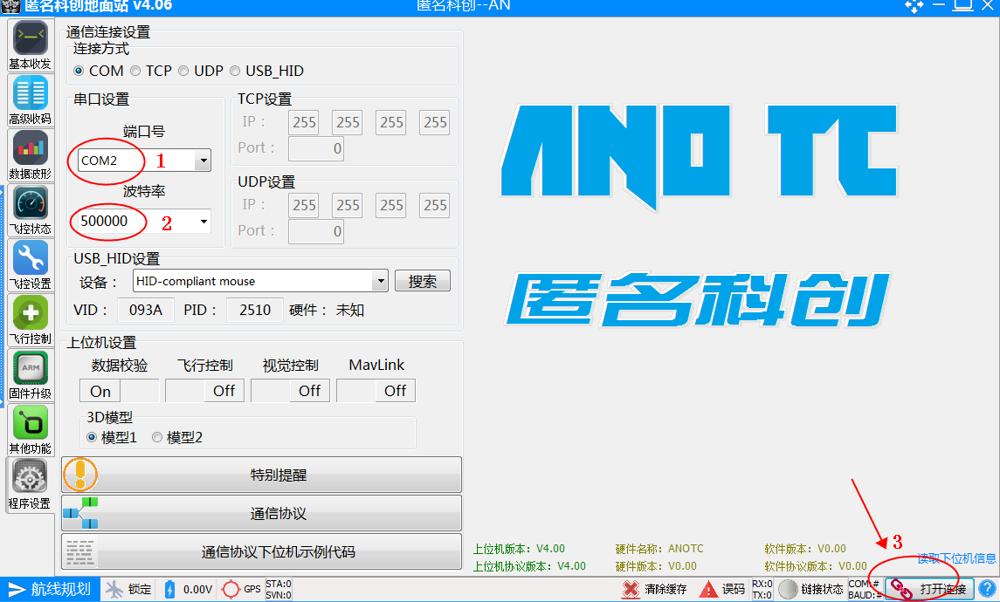 匿名科创地面站 v4.06
匿名科创--AN
基本收发
高级收码
数据波形
飞控状态
飞控设置
飞行控制
固件升级
其他功能
程序设置
通信连接设置
连接方式
COM TCP UDP USB_HID
串口设置
端口号
COM2 1
波特率
500000 2
TCP设置
IP： 255 255 255 255
Port： 0
UDP设置
IP： 255 255 255 255
Port： 0
USB_HID设置
设备： HID-compliant mouse 搜索
VID： 093A PID： 2510 硬件： 未知
上位机设置
数据校验 飞行控制 视觉控制 MavLink
On Off Off Off
3D模型
模型1 模型2
特别提醒
通信协议
通信协议下位机示例代码
ANO TC
匿名科创
3
上位机版本：V4.00 硬件名称：ANOTC 软件版本：V0.00
读取下位机信息
上位机协议版本：V4.00 硬件版本：V0.00 软件协议版本：V0.00
航线规划 锁定 0.00V GPS STA:0 清除缓存 误码 RX:0 链接状态 COM:# 打开连接
SVN:0 TX:0 BAUD:#
ARM